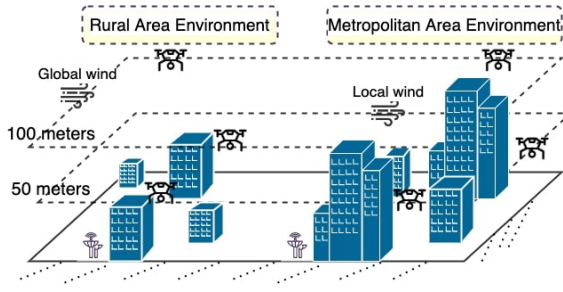 Rural Area Environment
Metropolitan Area Environment
Global wind
Local wind
100 meters
50 meters